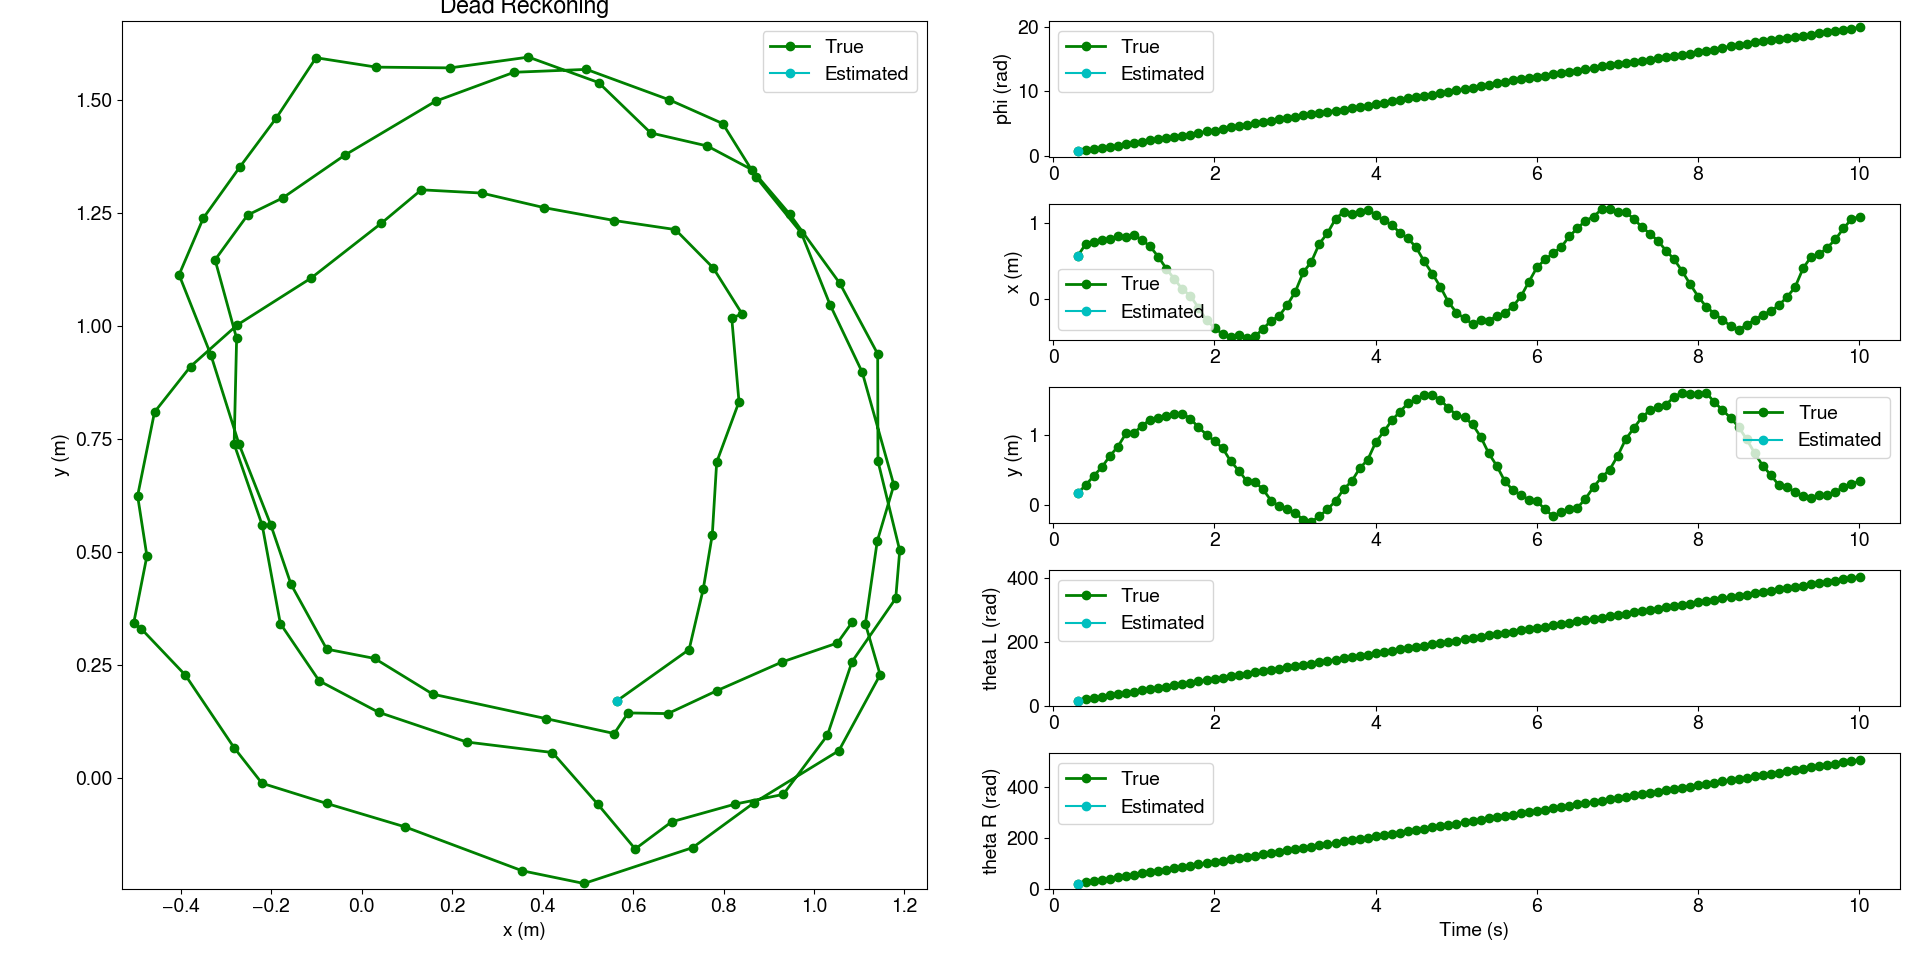 Dead Reckoning
True
Estimated
y (m)
1.50
1.25
1.00
0.75
0.50
0.25
0.00
−0.4 −0.2 0.0 0.2 0.4 0.6 0.8 1.0 1.2
x (m)
phi (rad)
20
10
0
True
Estimated
0 2 4 6 8 10
x (m)
1
0
True
Estimated
0 2 4 6 8 10
y (m)
1
0
True
Estimated
0 2 4 6 8 10
theta L (rad)
400
200
0
True
Estimated
0 2 4 6 8 10
theta R (rad)
400
200
0
True
Estimated
0 2 4 6 8 10
Time (s)